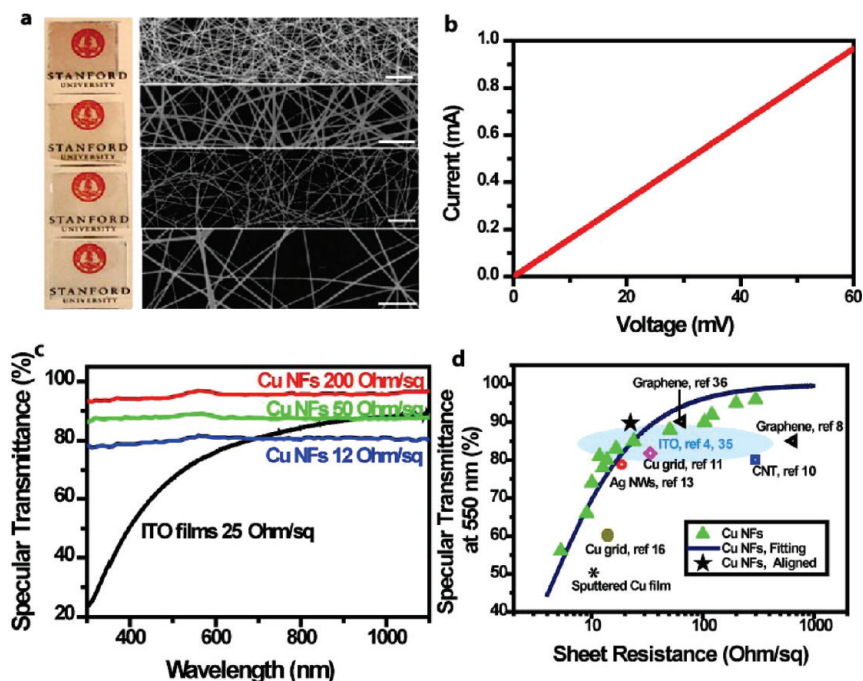 a
STANFORD
UNIVERSITY
STANFORD
UNIVERSITY
STANFORD
UNIVERSITY
STANFORD
UNIVERSITY
b
1.0
0.8
0.6
0.4
0.2
0.0
Current (mA)
0
20
40
60
Voltage (mV)
c
100
80
60
40
20
Specular Transmittance (%)
Cu NFs 200 Ohm/sq
Cu NFs 50 Ohm/sq
Cu NFs 12 Ohm/sq
ITO films 25 Ohm/sq
400
600
800
1000
Wavelength (nm)
d
100
90
80
70
60
50
40
Specular Transmittance
at 550 nm (%)
Graphene, ref 36
Graphene, ref 8
ITO, ref 4, 35
Cu grid, ref 11
CNT, ref 10
Ag NWs, ref 13
Cu grid, ref 16
Sputtered Cu film
Cu NFs
Cu NFs, Fitting
Cu NFs, Aligned
10
100
1000
Sheet Resistance (Ohm/sq)